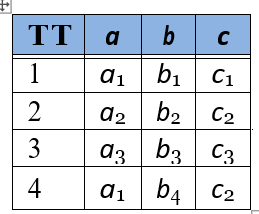 TT a b c
1 a₁ b₁ c₁
2 a₂ b₂ c₂
3 a₃ b₃ c₃
4 a₁ b₄ c₂